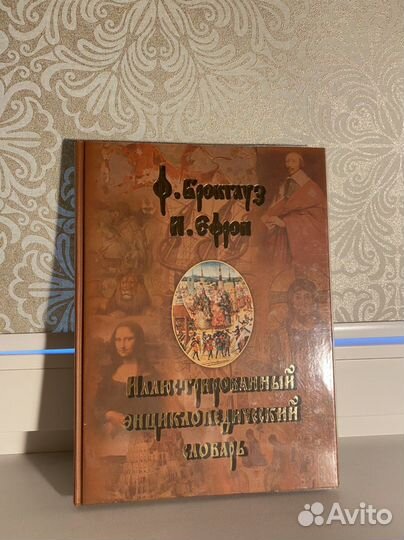 Ф. Брокгауз
И. Ефрон
Иллюстрированный
энциклопедический
словарь
Avito